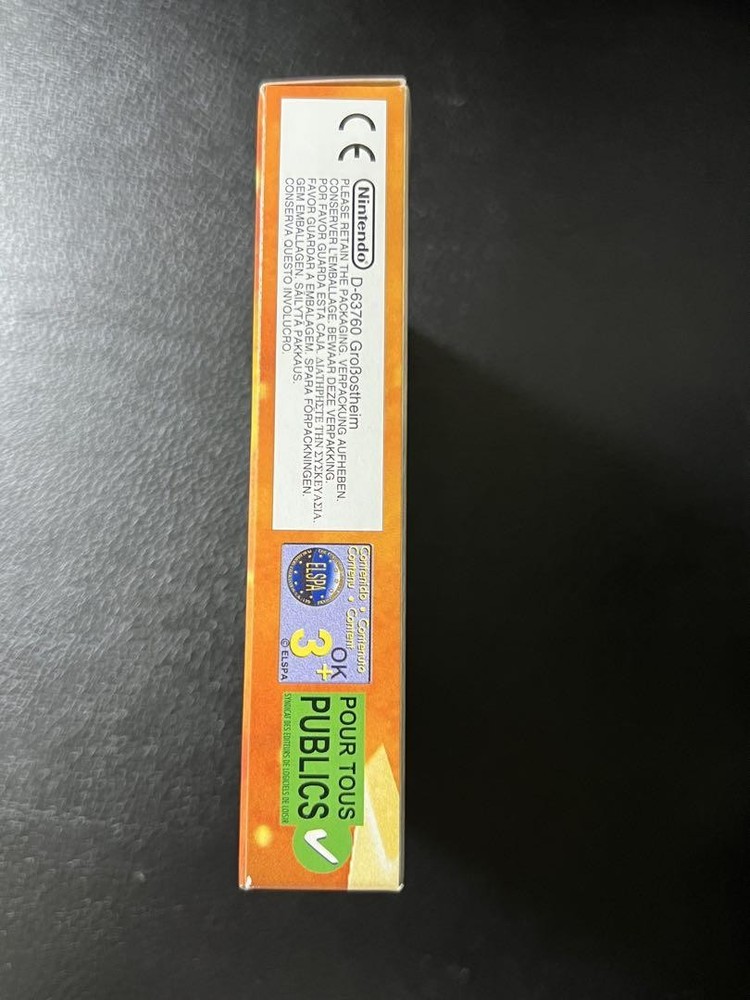 CE
Nintendo D-63760 Großostheim
PLEASE RETAIN THE PACKAGING. VERPACKUNG AUFHEBEN.
CONSERVER L'EMBALLAGE. BEWAAR DEZE VERPAKKING.
POR FAVOR GUARDA ESTA CAJA. ΔΙΑΤΗΡΗΣΤΕ ΤΗΝ ΣΥΣΚΕΥΑΣΙΑ.
FAVOR GUARDAR A EMBALAGEM. SPARA FÖRPACKNINGEN.
GEM EMBALLAGEN. SÄILYTÄ PAKKAUS.
CONSERVA QUESTO INVOLUCRO.
Contenido • Contenuto
Contenu • Content
ELSPA
OK
3+
© ELSPA
POUR TOUS
PUBLICS
SYNDICAT DES EDITEURS DE LOGICIELS DE LOISIR